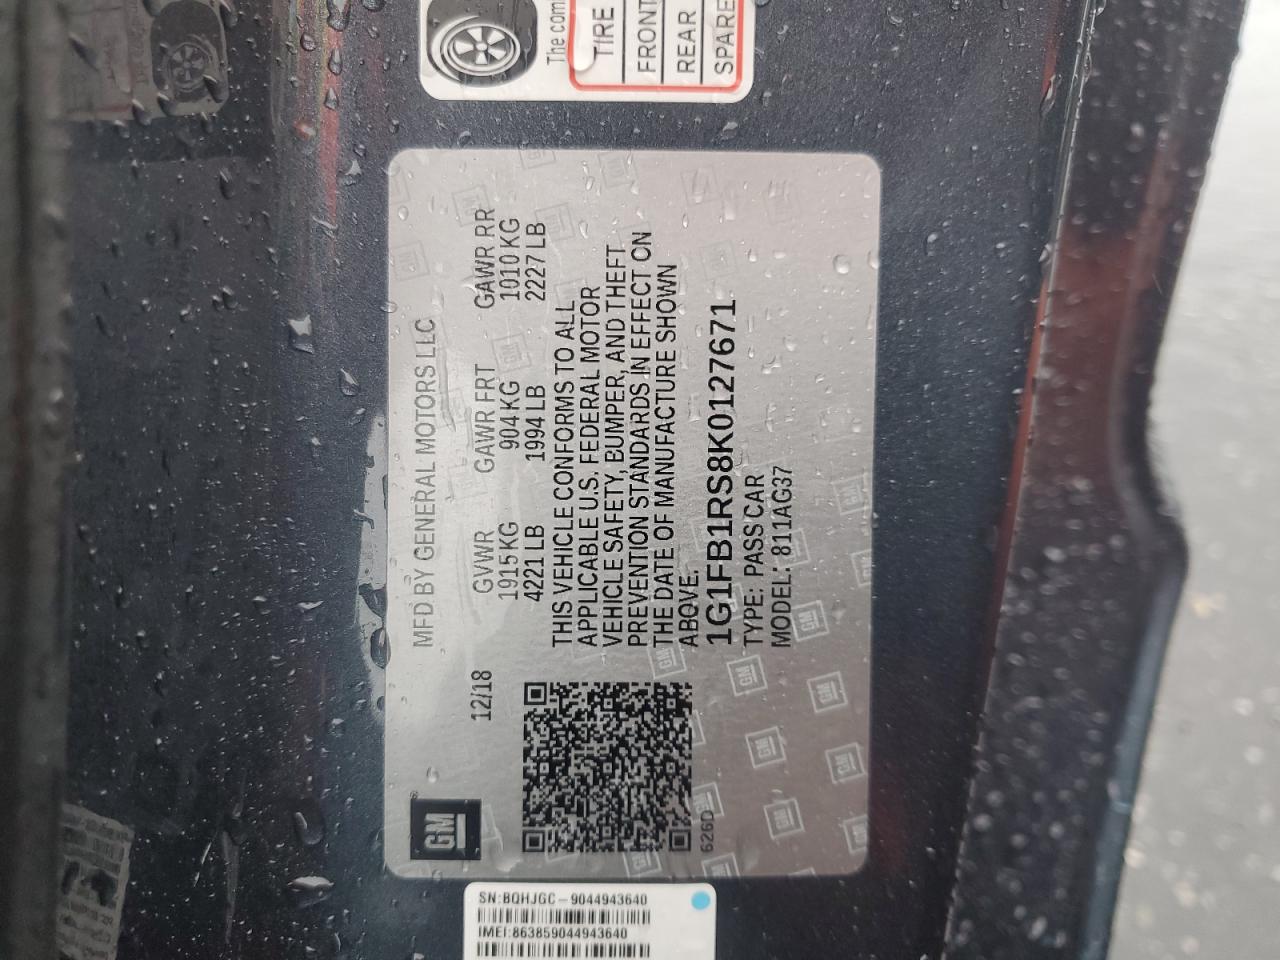 The com
TIRE
FRONT
REAR
SPARE
MFD BY GENERAL MOTORS LLC
GM
12/18
GVWR GAWR FRT GAWR RR
1915 KG 904 KG 1010 KG
4221 LB 1994 LB 2227 LB
THIS VEHICLE CONFORMS TO ALL
APPLICABLE U.S. FEDERAL MOTOR
VEHICLE SAFETY, BUMPER, AND THEFT
PREVENTION STANDARDS IN EFFECT ON
THE DATE OF MANUFACTURE SHOWN
ABOVE.
1G1FB1RS8K0127671
TYPE: PASS CAR
MODEL: 811AG37
626D
SN:BQHJGC-9044943640
IMEI:863859044943640